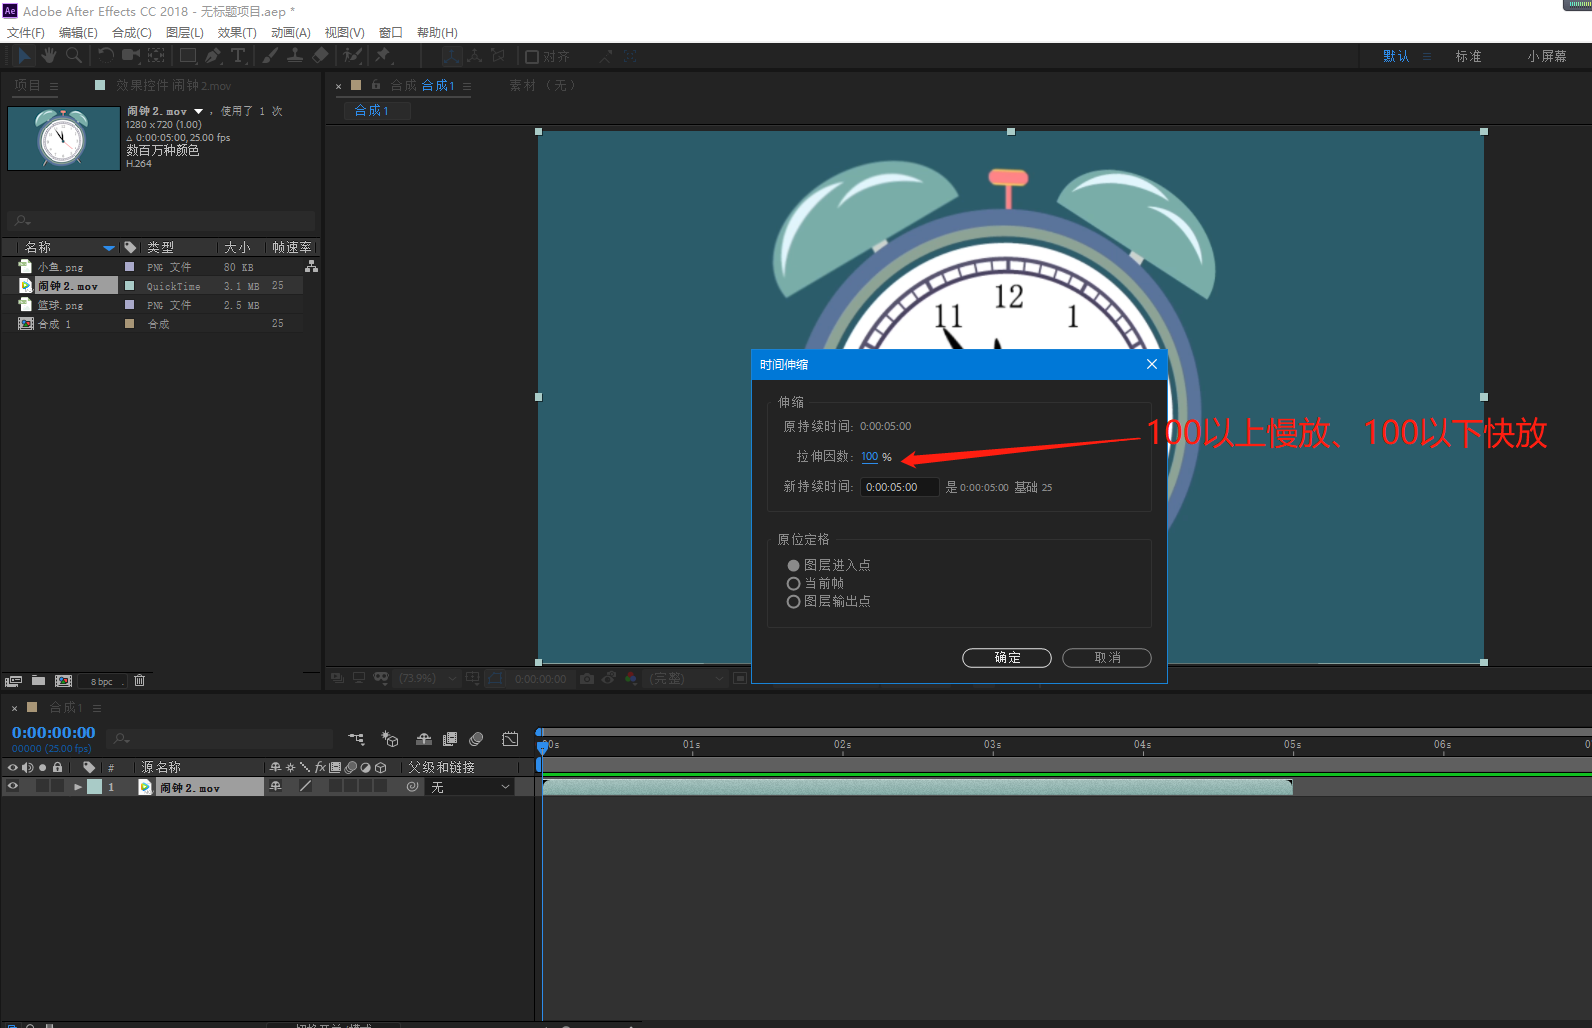 Ae Adobe After Effects CC 2018 - 无标题项目.aep *
文件(F) 编辑(E) 合成(C) 图层(L) 效果(T) 动画(A) 视图(V) 窗口 帮助(H)
对齐 默认 标准 小屏幕
项目 效果控件 闹钟2.mov
合成 合成1 素材 (无)
合成1
闹钟2.mov ，使用了 1 次
1280 x 720 (1.00)
△ 0:00:05:00, 25.00 fps
数百万种颜色
H.264
名称 类型 大小 帧速率
小鱼.png PNG 文件 80 KB
闹钟2.mov QuickTime 3.1 MB 25
篮球.png PNG 文件 2.5 MB
合成 1 合成 25
12
11 1
时间伸缩
伸缩
原持续时间: 0:00:05:00
拉伸因数: 100 %
新持续时间: 0:00:05:00 是 0:00:05:00 基础 25
100以上慢放、100以下快放
原位定格
图层进入点
当前帧
图层输出点
确定 取消
8 bpc
(73.9%) 0:00:00:00 (完整)
合成1
0:00:00:00
00000 (25.00 fps)
00s 01s 02s 03s 04s 05s 06s 0
# 源名称 fx 父级和链接
1 闹钟2.mov 无
切换开关/模式